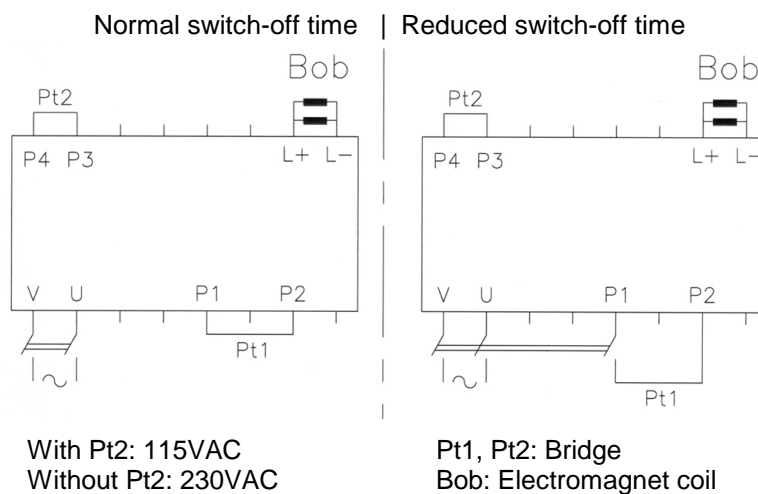 Normal switch-off time | Reduced switch-off time
Bob Bob
Pt2 Pt2
P4 P3 L+ L- P4 P3 L+ L-
V U P1 P2 V U P1 P2
Pt1
Pt1
With Pt2: 115VAC Pt1, Pt2: Bridge
Without Pt2: 230VAC Bob: Electromagnet coil